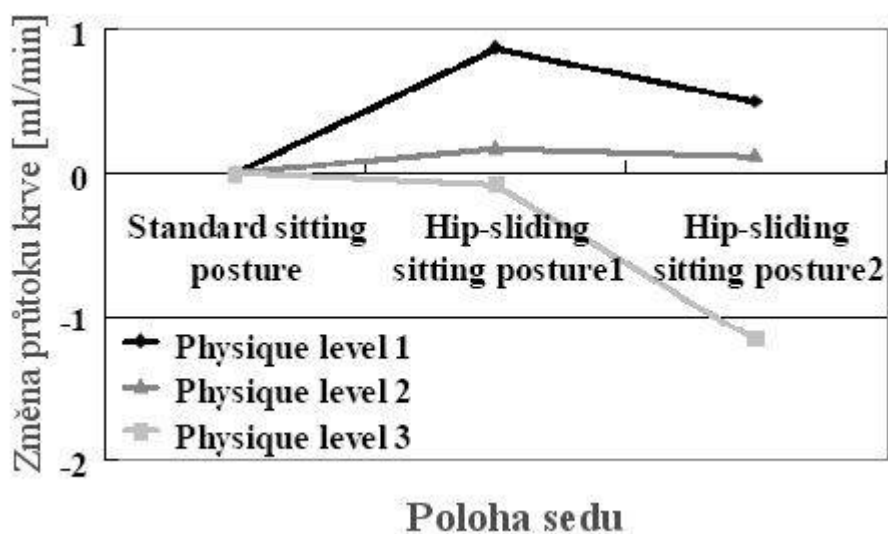 Změna průtoku krve [ml/min]
1
0
-1
-2
Standard sitting
posture
Hip-sliding
sitting posture1
Hip-sliding
sitting posture2
Physique level 1
Physique level 2
Physique level 3
Poloha sedu